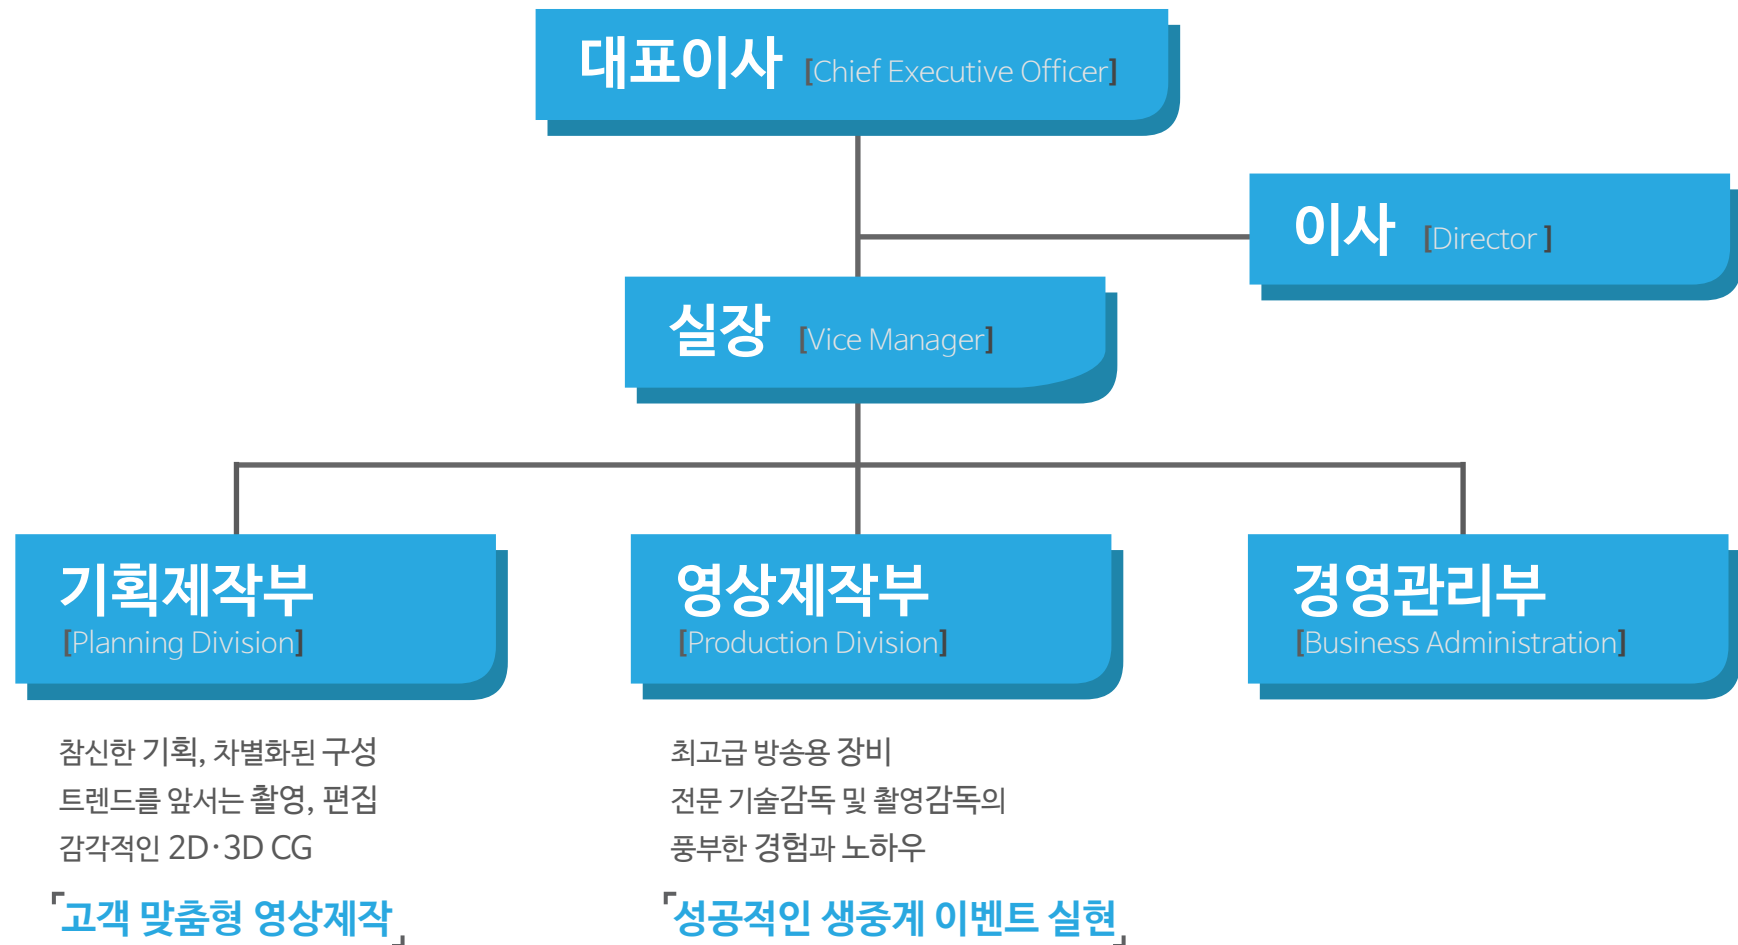 대표이사 [Chief Executive Officer]
이사 [Director ]
실장 [Vice Manager]
기획제작부
[Planning Division]
영상제작부
[Production Division]
경영관리부
[Business Administration]
참신한 기획, 차별화된 구성
트렌드를 앞서는 촬영, 편집
감각적인 2D·3D CG
「고객 맞춤형 영상제작」
최고급 방송용 장비
전문 기술감독 및 촬영감독의
풍부한 경험과 노하우
「성공적인 생중계 이벤트 실현」